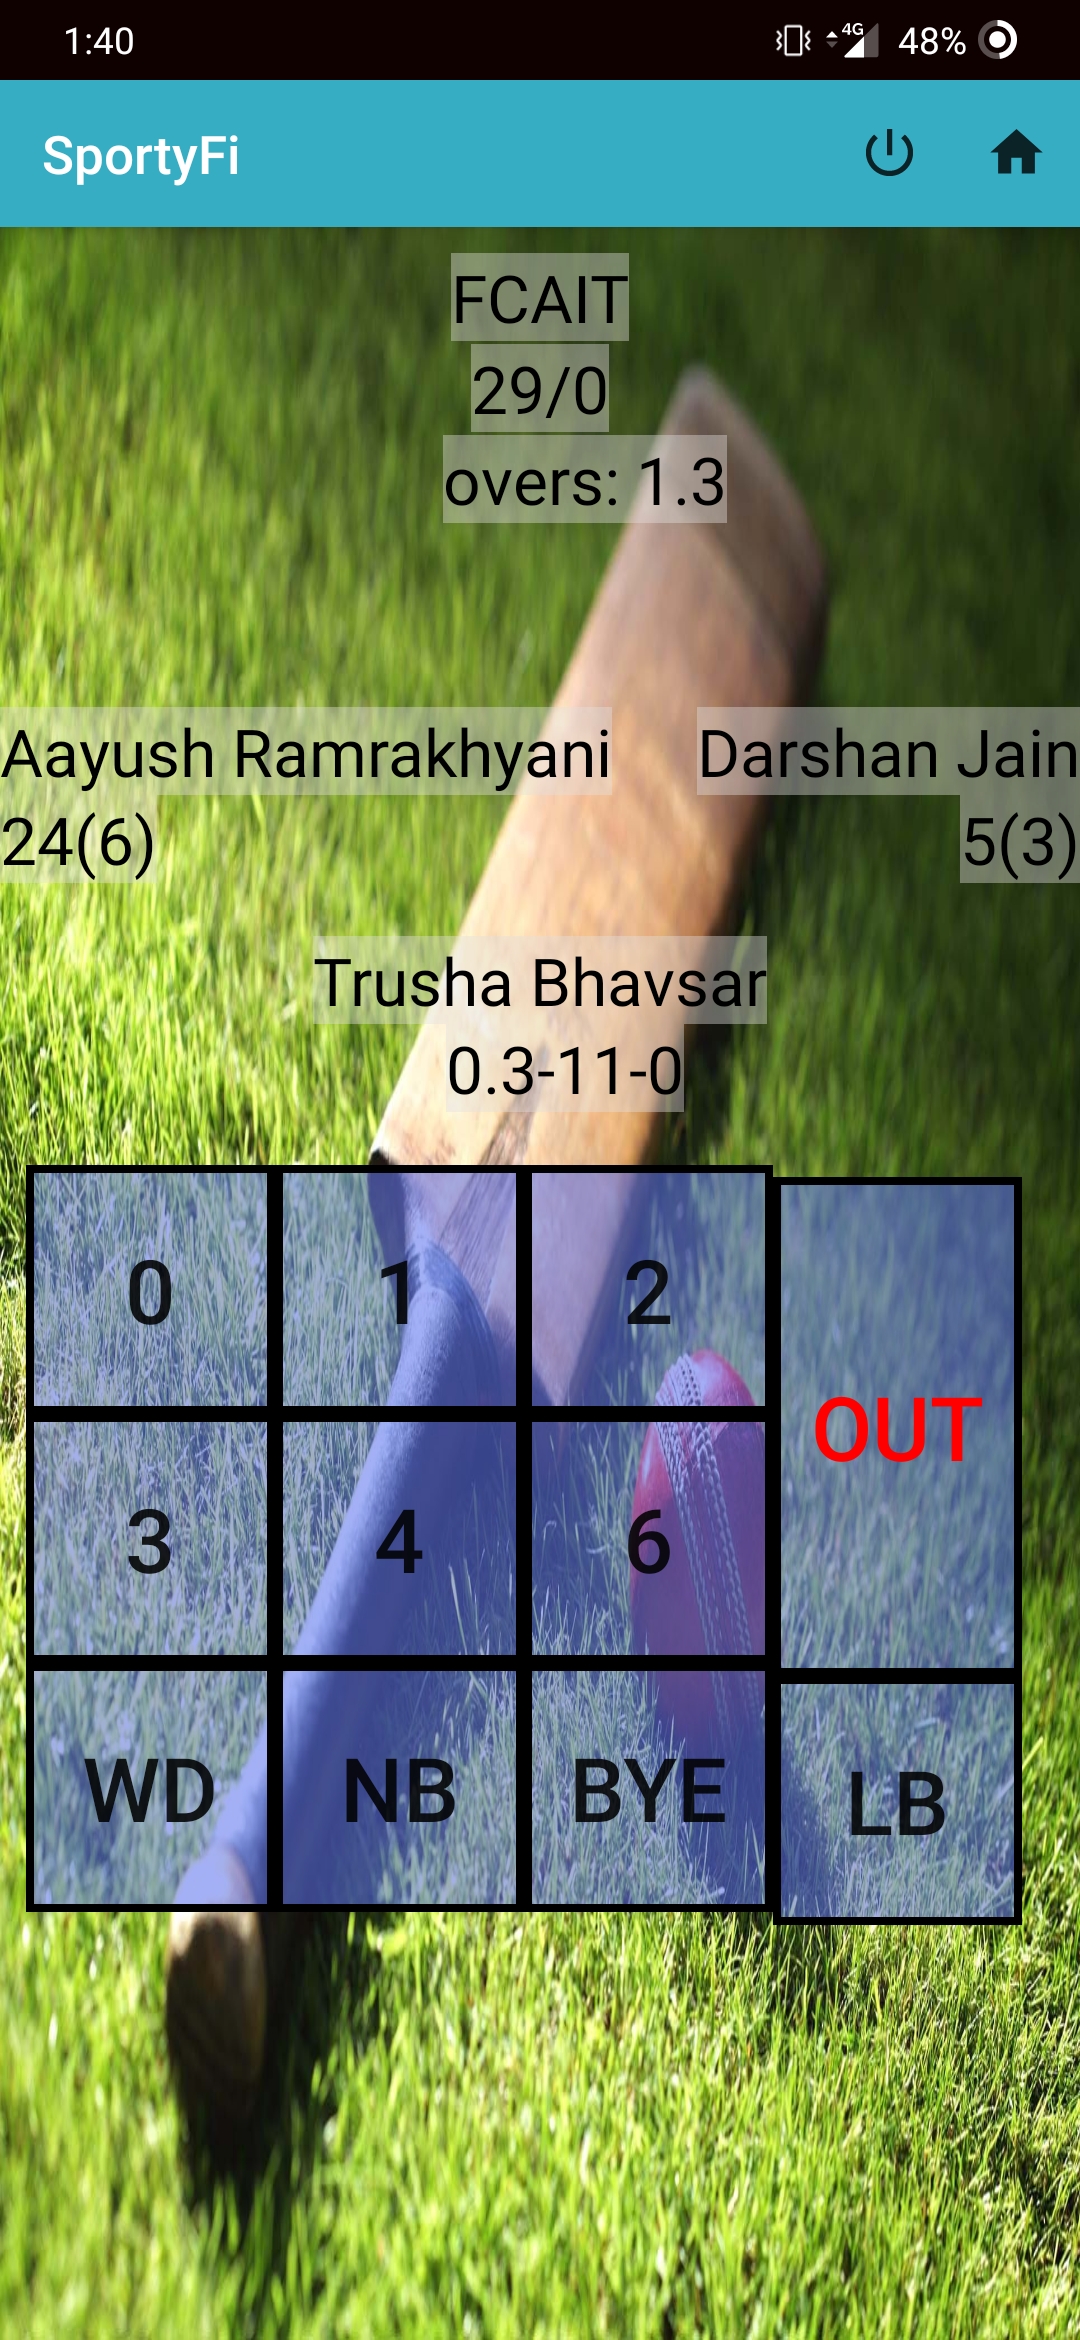 1:40 4G 48%
SportyFi
FCAIT
29/0
overs: 1.3
Aayush Ramrakhyani Darshan Jain
24(6) 5(3)
Trusha Bhavsar
0.3-11-0
0 1 2
OUT
3 4 6
WD NB BYE LB